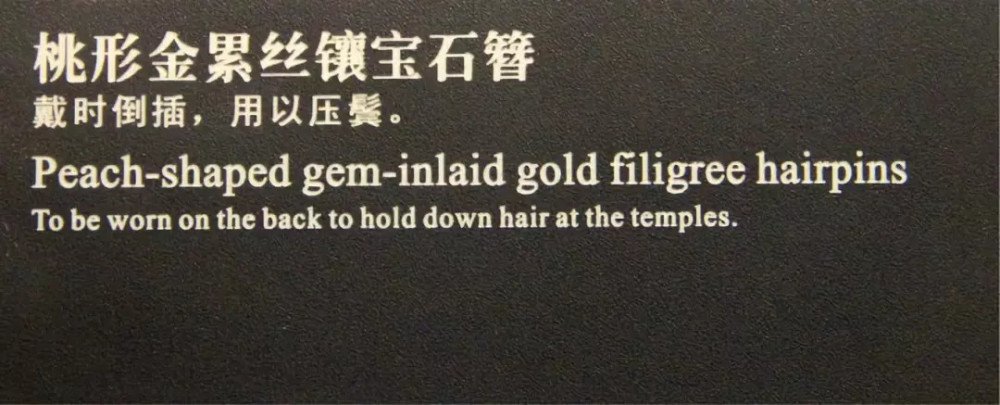 桃形金累丝镶宝石簪
戴时倒插，用以压鬓。
Peach-shaped gem-inlaid gold filigree hairpins
To be worn on the back to hold down hair at the temples.